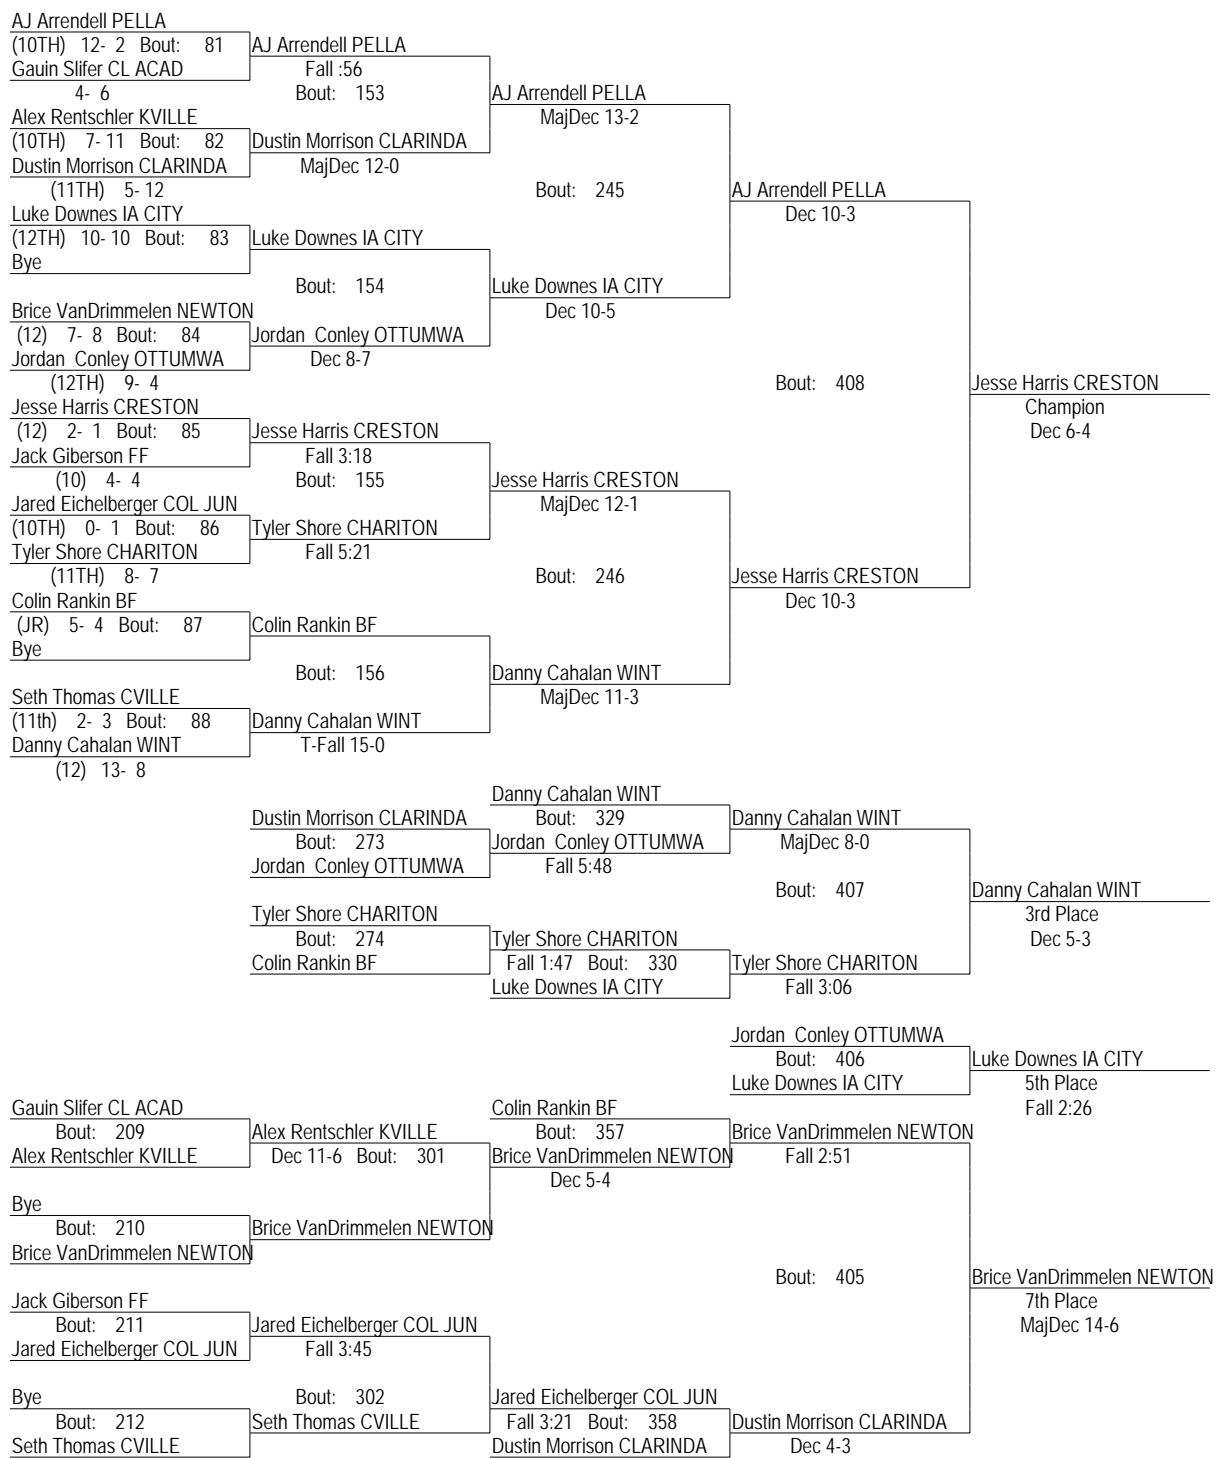 AJ Arrendell PELLA
(10TH) 12- 2 Bout: 81 AJ Arrendell PELLA
Gauin Slifer CL ACAD Fall :56
4- 6 Bout: 153 AJ Arrendell PELLA
Alex Rentschler KVILLE MajDec 13-2
(10TH) 7- 11 Bout: 82 Dustin Morrison CLARINDA
Dustin Morrison CLARINDA MajDec 12-0
(11TH) 5- 12 Bout: 245 AJ Arrendell PELLA
Luke Downes IA CITY Dec 10-3
(12TH) 10- 10 Bout: 83 Luke Downes IA CITY
Bye
Bout: 154 Luke Downes IA CITY
Brice VanDrimmelen NEWTON Dec 10-5
(12) 7- 8 Bout: 84 Jordan Conley OTTUMWA
Jordan Conley OTTUMWA Dec 8-7
(12TH) 9- 4 Bout: 408 Jesse Harris CRESTON
Jesse Harris CRESTON Champion
(12) 2- 1 Bout: 85 Jesse Harris CRESTON Dec 6-4
Jack Giberson FF Fall 3:18
(10) 4- 4 Bout: 155 Jesse Harris CRESTON
Jared Eichelberger COL JUN MajDec 12-1
(10TH) 0- 1 Bout: 86 Tyler Shore CHARITON
Tyler Shore CHARITON Fall 5:21
(11TH) 8- 7 Bout: 246 Jesse Harris CRESTON
Colin Rankin BF Dec 10-3
(JR) 5- 4 Bout: 87 Colin Rankin BF
Bye
Bout: 156 Danny Cahalan WINT
Seth Thomas CVILLE MajDec 11-3
(11th) 2- 3 Bout: 88 Danny Cahalan WINT
Danny Cahalan WINT T-Fall 15-0
(12) 13- 8
Danny Cahalan WINT
Dustin Morrison CLARINDA Bout: 329 Danny Cahalan WINT
Bout: 273 Jordan Conley OTTUMWA MajDec 8-0
Jordan Conley OTTUMWA Fall 5:48
Bout: 407 Danny Cahalan WINT
Tyler Shore CHARITON 3rd Place
Bout: 274 Tyler Shore CHARITON Dec 5-3
Colin Rankin BF Fall 1:47 Bout: 330 Tyler Shore CHARITON
Luke Downes IA CITY Fall 3:06
Jordan Conley OTTUMWA
Bout: 406 Luke Downes IA CITY
Luke Downes IA CITY 5th Place
Gauin Slifer CL ACAD Colin Rankin BF Fall 2:26
Bout: 209 Alex Rentschler KVILLE Bout: 357 Brice VanDrimmelen NEWTON
Alex Rentschler KVILLE Dec 11-6 Bout: 301 Brice VanDrimmelen NEWTON Fall 2:51
Dec 5-4
Bye
Bout: 210 Brice VanDrimmelen NEWTON
Brice VanDrimmelen NEWTON
Bout: 405 Brice VanDrimmelen NEWTON
Jack Giberson FF 7th Place
Bout: 211 Jared Eichelberger COL JUN MajDec 14-6
Jared Eichelberger COL JUN Fall 3:45
Bye Bout: 302 Jared Eichelberger COL JUN
Bout: 212 Seth Thomas CVILLE Fall 3:21 Bout: 358 Dustin Morrison CLARINDA
Seth Thomas CVILLE Dustin Morrison CLARINDA Dec 4-3